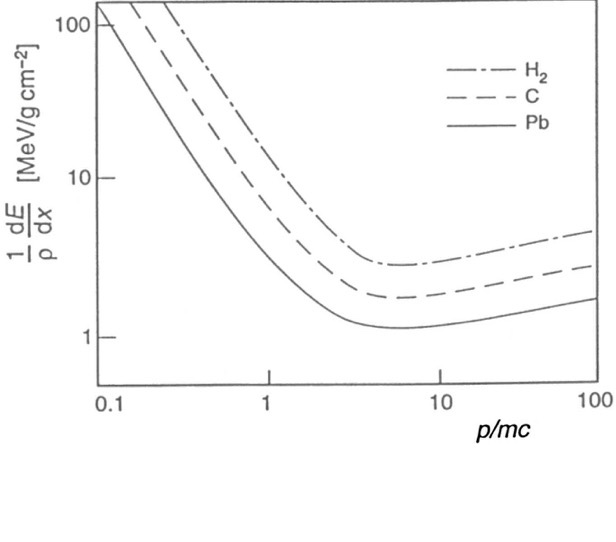 100
10
1
1/ρ dE/dx [MeV/g cm⁻²]
H₂
C
Pb
0.1 1 10 100
p/mc